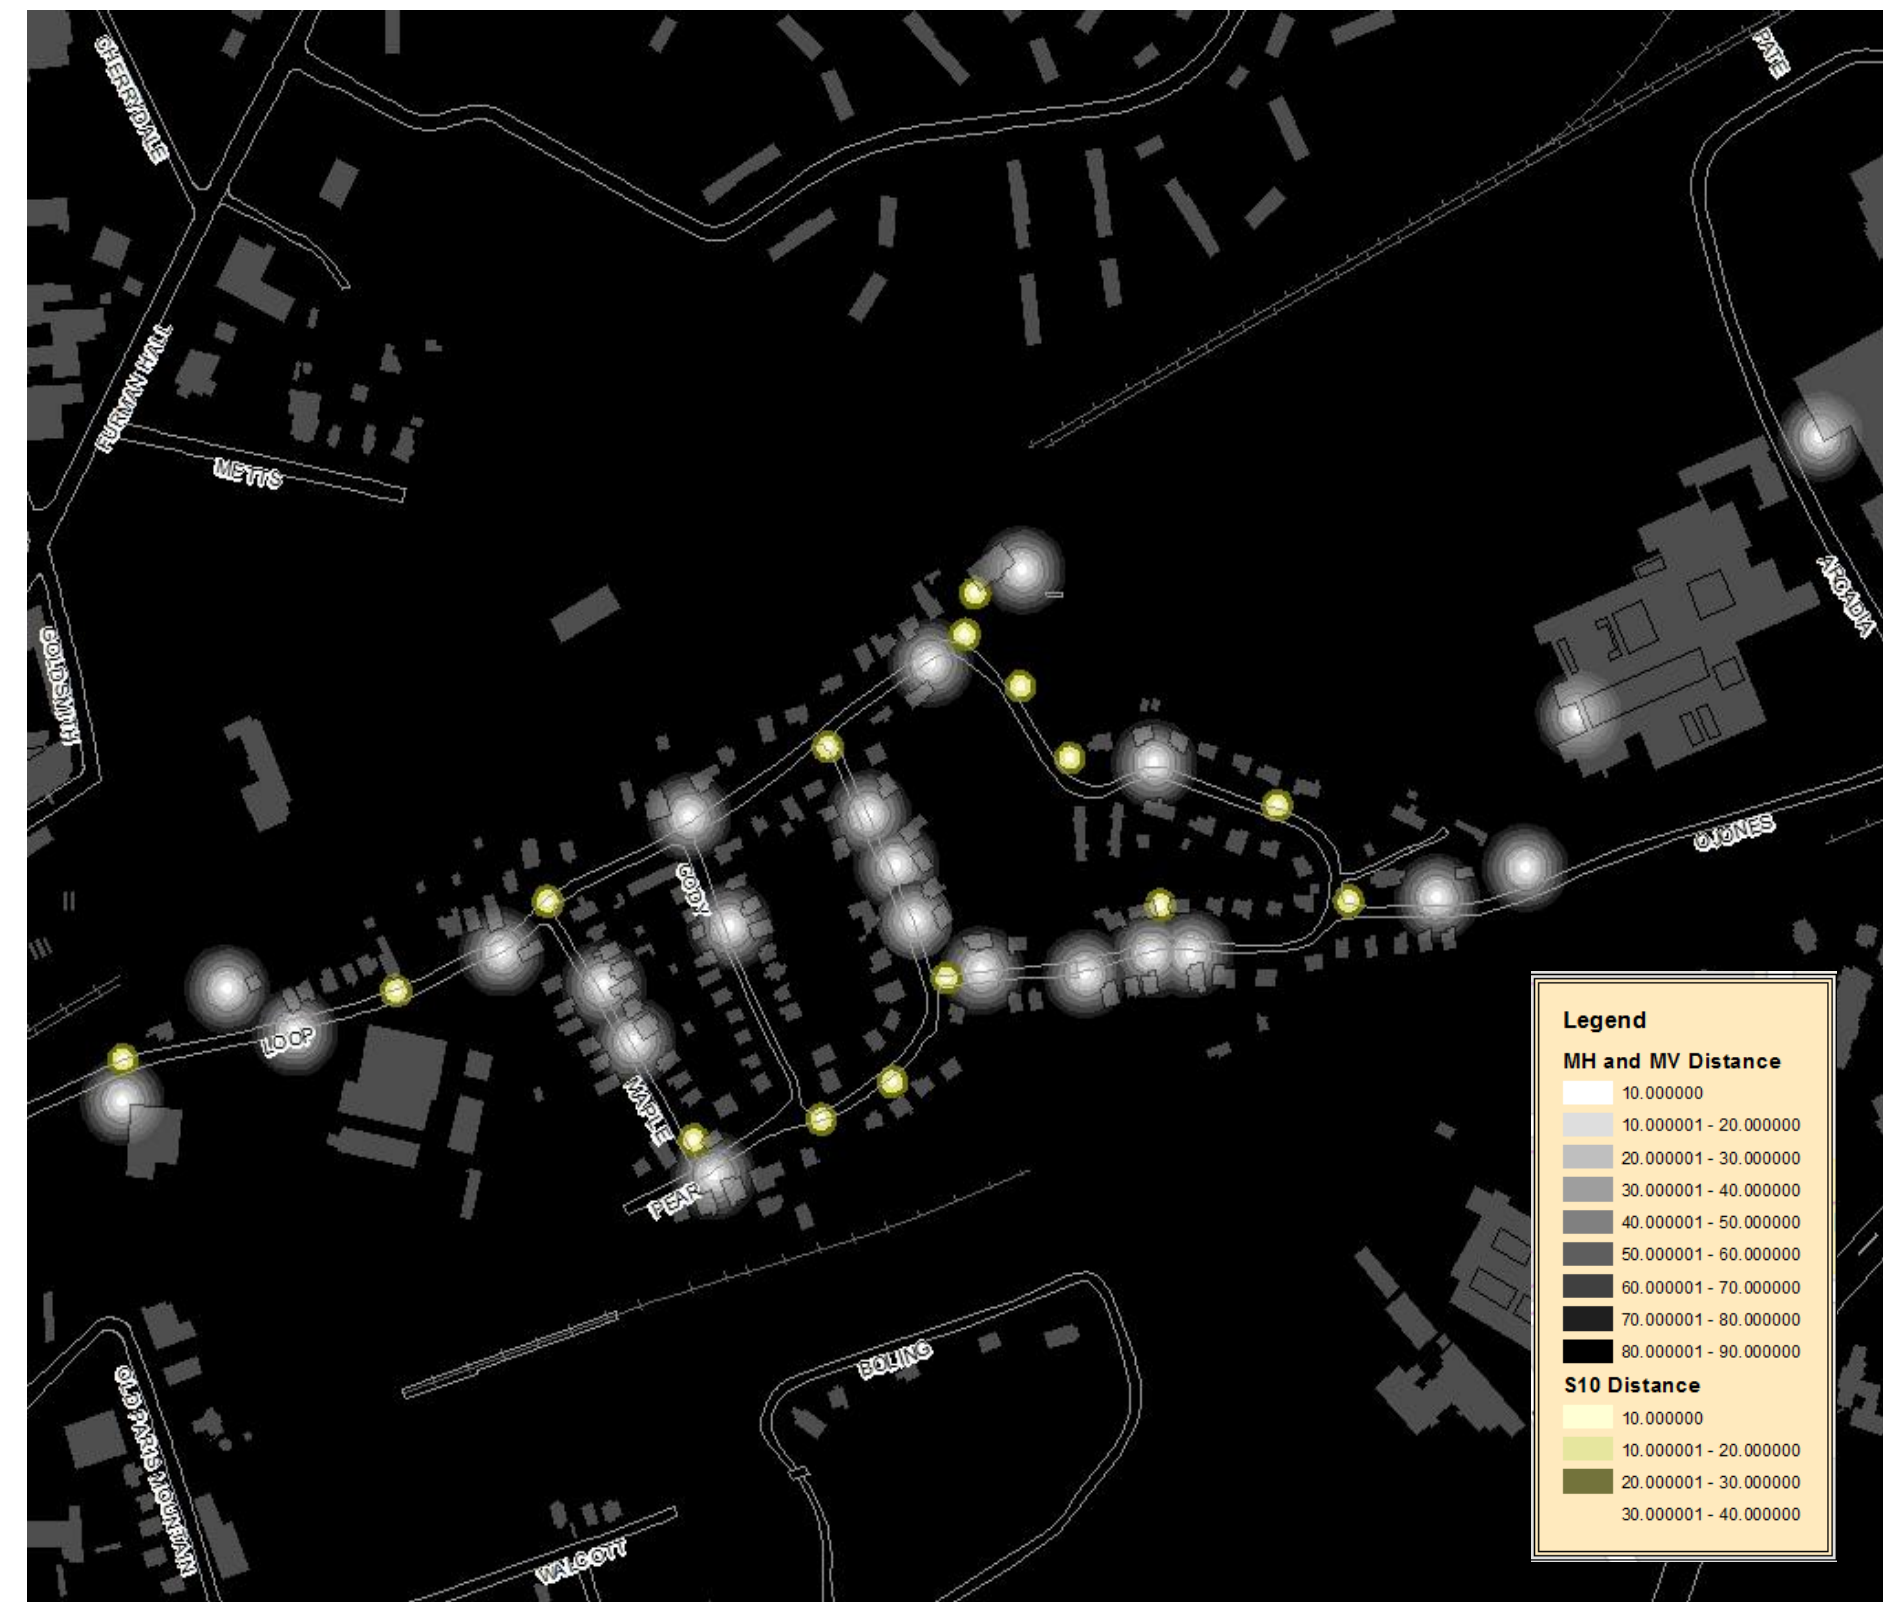 CHERRYDALE
PATE
FURMAN HALL
METTS
ARCADIA
GOLDSMITH
O'JONES
CODY
LOOP
MAPLE
PEAR
BOLING
OLD PARIS MOUNTAIN
WALCOTT
Legend
MH and MV Distance
10.000000
10.000001 - 20.000000
20.000001 - 30.000000
30.000001 - 40.000000
40.000001 - 50.000000
50.000001 - 60.000000
60.000001 - 70.000000
70.000001 - 80.000000
80.000001 - 90.000000
S10 Distance
10.000000
10.000001 - 20.000000
20.000001 - 30.000000
30.000001 - 40.000000